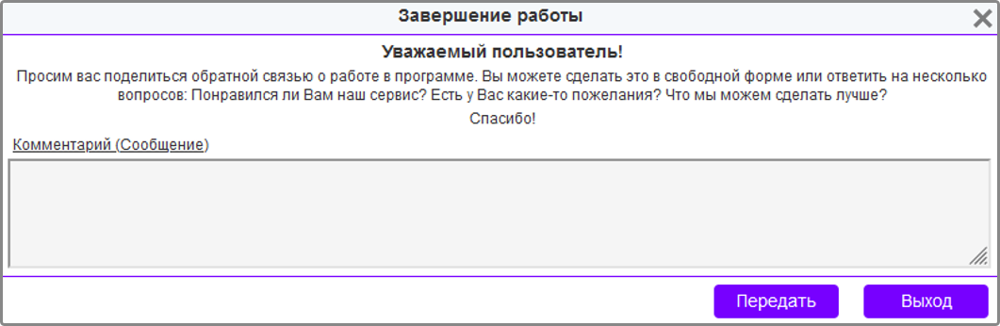 Завершение работы
Уважаемый пользователь!
Просим вас поделиться обратной связью о работе в программе. Вы можете сделать это в свободной форме или ответить на несколько
вопросов: Понравился ли Вам наш сервис? Есть у Вас какие-то пожелания? Что мы можем сделать лучше?
Спасибо!
Комментарий (Сообщение)
Передать
Выход